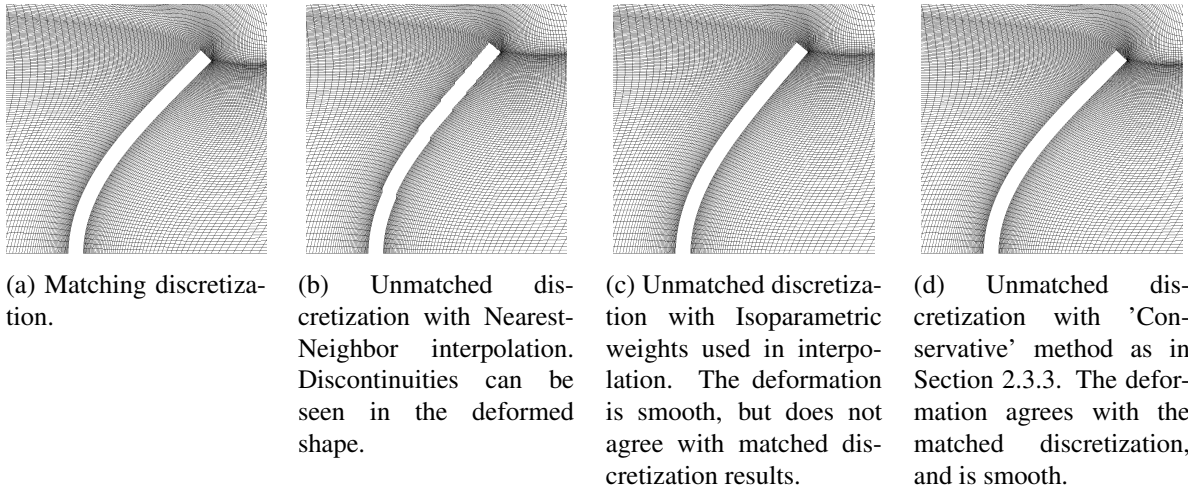 (a) Matching discretiza-
tion.
(b) Unmatched dis-
cretization with Nearest-
Neighbor interpolation.
Discontinuities can be
seen in the deformed
shape.
(c) Unmatched discretiza-
tion with Isoparametric
weights used in interpo-
lation. The deformation
is smooth, but does not
agree with matched dis-
cretization results.
(d) Unmatched dis-
cretization with 'Con-
servative' method as in
Section 2.3.3. The defor-
mation agrees with the
matched discretization,
and is smooth.